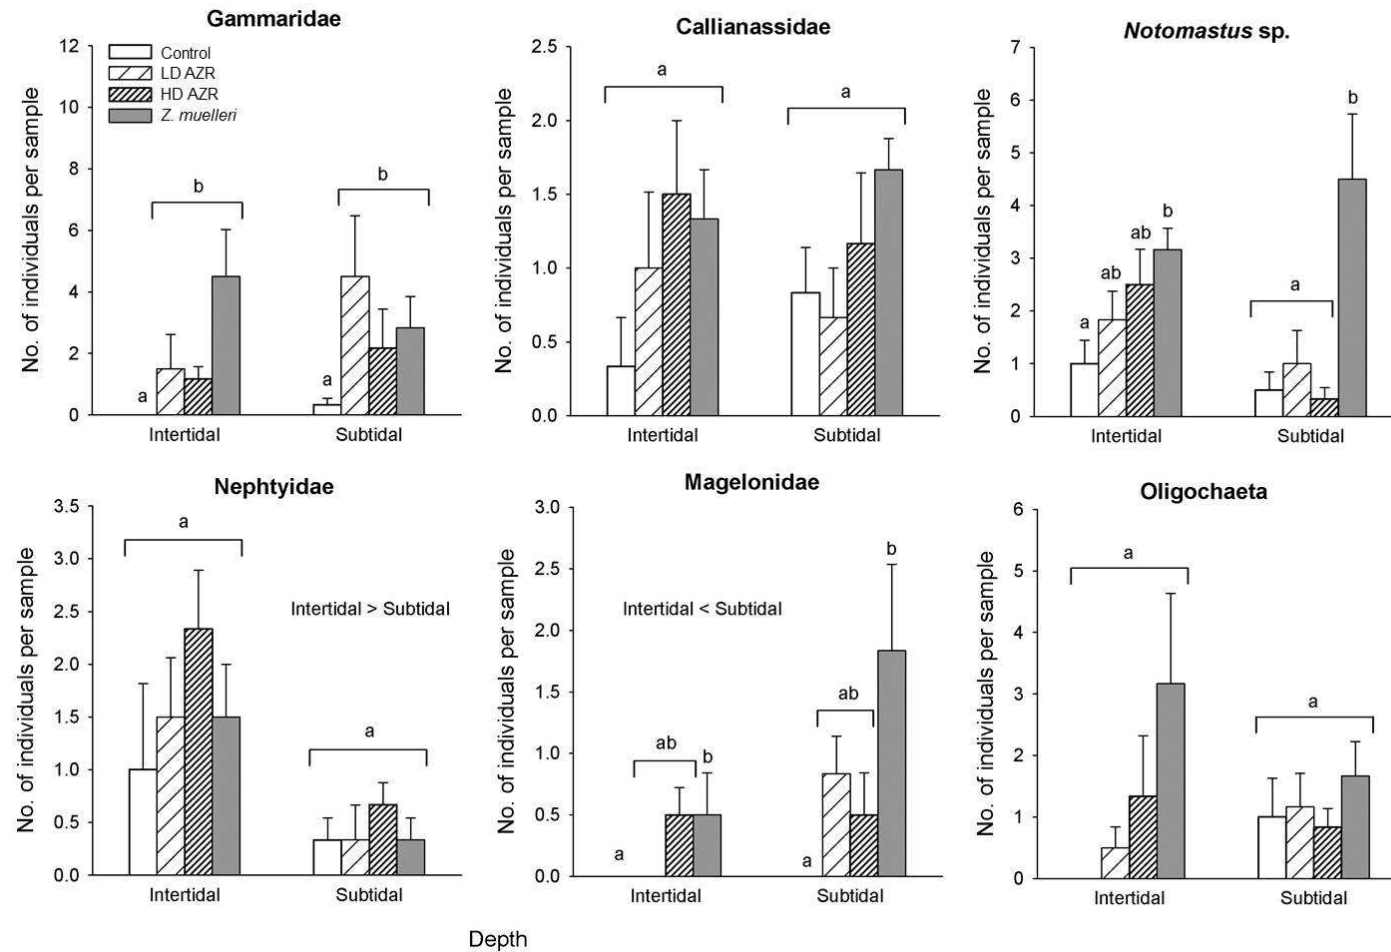 Gammaridae
No. of individuals per sample
12
10
8
6
4
2
0
Control
LD AZR
HD AZR
Z. muelleri
b
b
a
a
Intertidal
Subtidal
Callianassidae
No. of individuals per sample
2.5
2.0
1.5
1.0
0.5
0.0
a
a
Intertidal
Subtidal
Notomastus sp.
No. of individuals per sample
7
6
5
4
3
2
1
0
a
ab
ab
b
a
b
Intertidal
Subtidal
Nephtyidae
No. of individuals per sample
3.5
3.0
2.5
2.0
1.5
1.0
0.5
0.0
a
Intertidal > Subtidal
a
Intertidal
Subtidal
Magelonidae
No. of individuals per sample
3.0
2.5
2.0
1.5
1.0
0.5
0.0
Intertidal < Subtidal
a
ab
b
a
ab
b
Intertidal
Subtidal
Oligochaeta
No. of individuals per sample
6
5
4
3
2
1
0
a
a
Intertidal
Subtidal
Depth